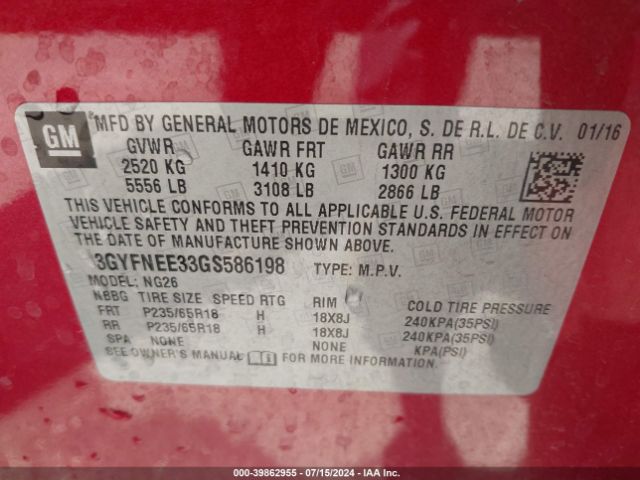 GM
MFD BY GENERAL MOTORS DE MEXICO, S. DE R.L. DE C.V. 01/16
GVWR GAWR FRT GAWR RR
2520 KG 1410 KG 1300 KG
5556 LB 3108 LB 2866 LB
THIS VEHICLE CONFORMS TO ALL APPLICABLE U.S. FEDERAL MOTOR
VEHICLE SAFETY AND THEFT PREVENTION STANDARDS IN EFFECT ON THE
DATE OF MANUFACTURE SHOWN ABOVE.
3GYFNEE33GS586198 TYPE: M.P.V.
MODEL: NG26
NBBG TIRE SIZE SPEED RTG RIM COLD TIRE PRESSURE
FRT P235/65R18 H 18X8J 240KPA(35PSI)
RR P235/65R18 H 18X8J 240KPA(35PSI)
SPA NONE NONE KPA(PSI)
SEE OWNER'S MANUAL FOR MORE INFORMATION.
000-39862955 - 07/15/2024 - IAA Inc.